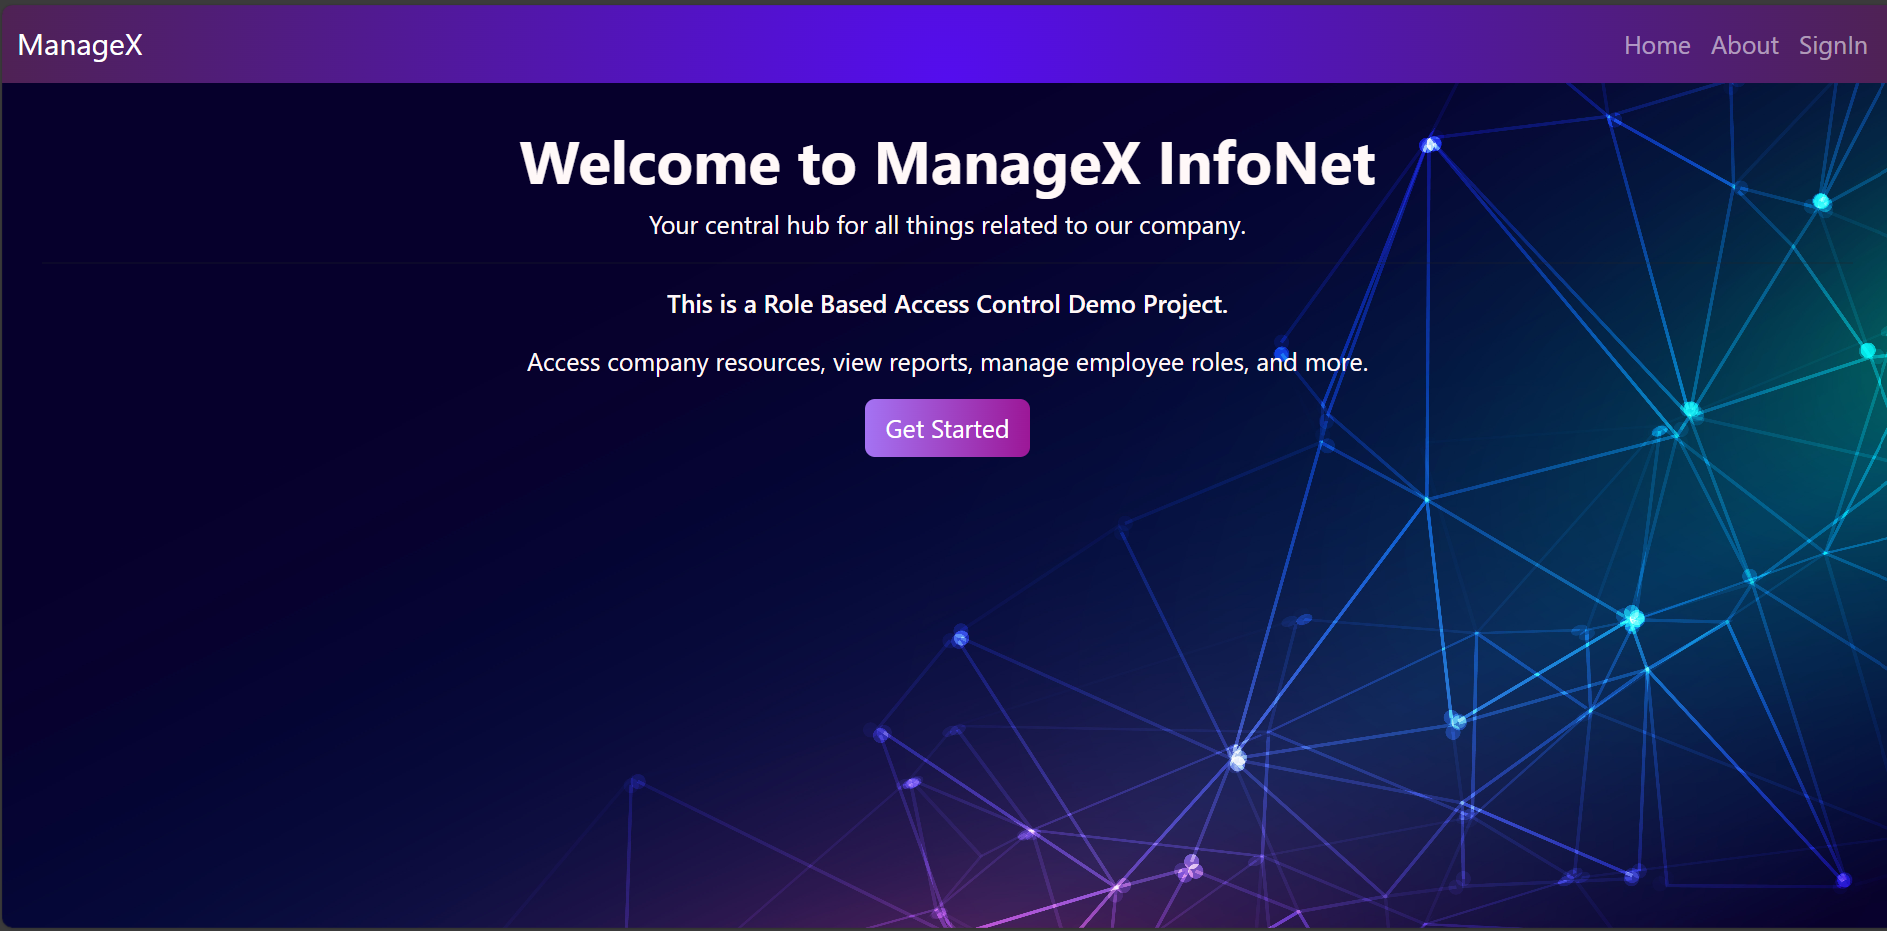 ManageX
Home About SignIn
Welcome to ManageX InfoNet
Your central hub for all things related to our company.
This is a Role Based Access Control Demo Project.
Access company resources, view reports, manage employee roles, and more.
Get Started